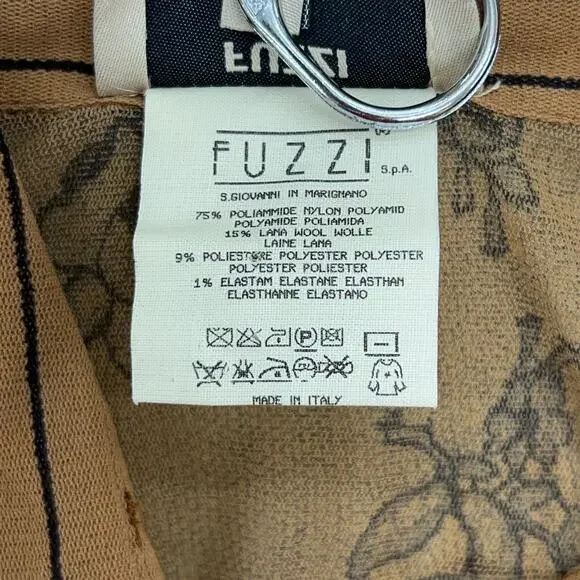 FUZZI
FUZZI® S.p.A.
S.GIOVANNI IN MARIGNANO
75% POLIAMMIDE NYLON POLYAMID
POLYAMIDE POLIAMIDA
15% LANA WOOL WOLLE
LAINE LANA
9% POLIESTERE POLYESTER POLYESTER
POLYESTER POLIESTER
1% ELASTAM ELASTANE ELASTHAN
ELASTHANNE ELASTANO
P
MADE IN ITALY